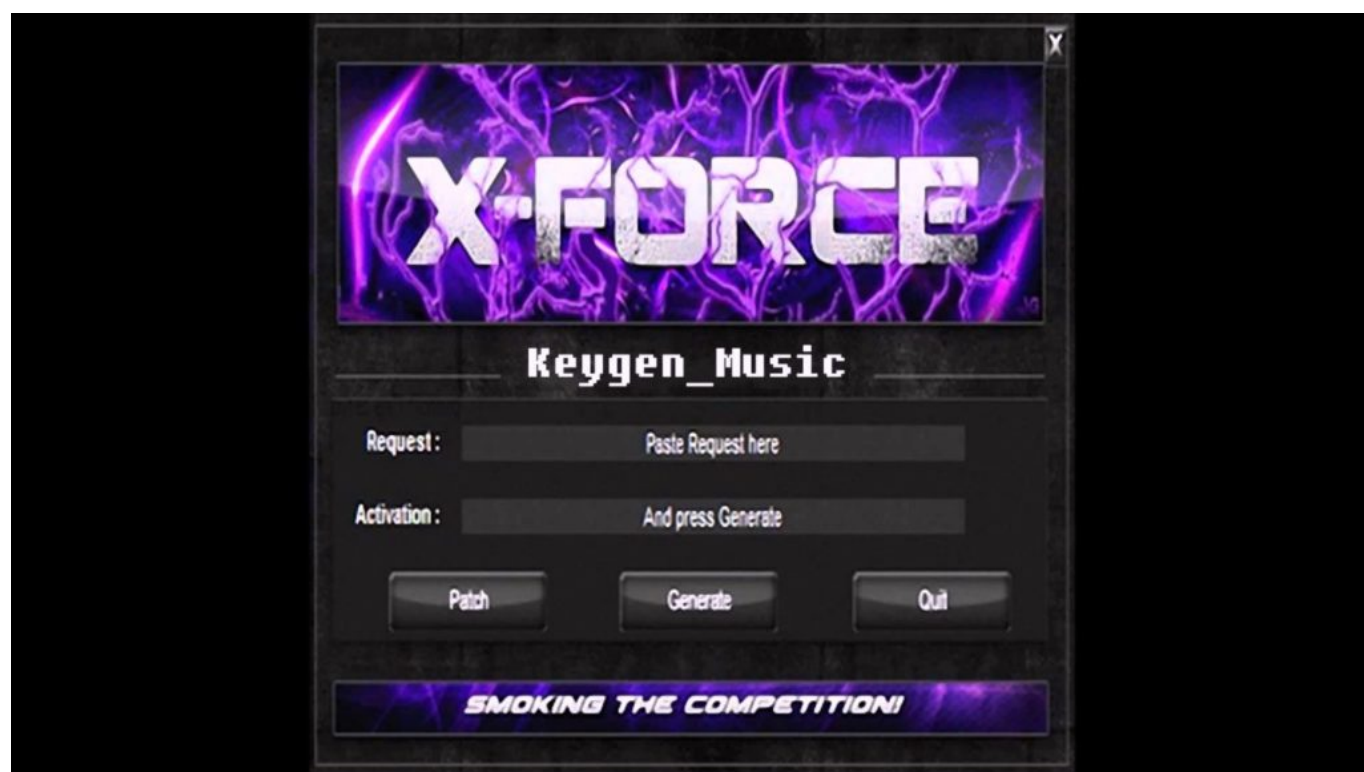 X
X-FORCE
Keygen_Music
Request : Paste Request here
Activation : And press Generate
Patch Generate Quit
SMOKING THE COMPETITION!